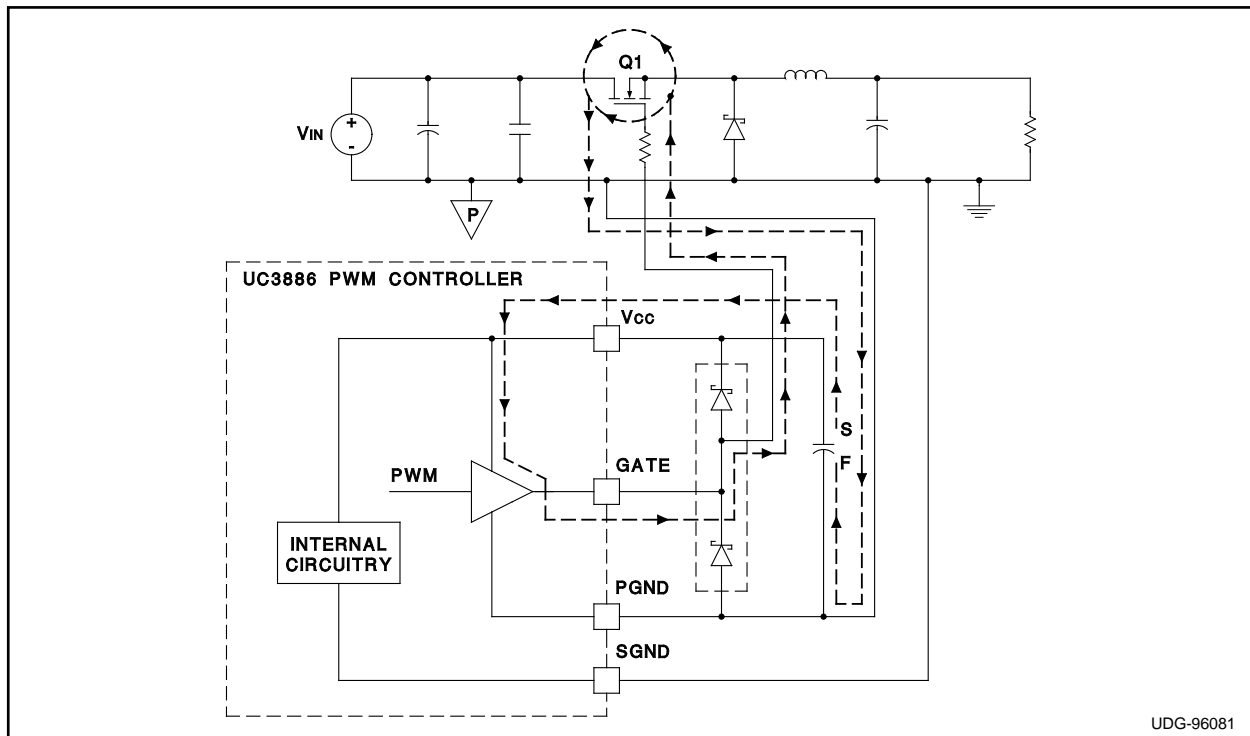 Q1
VIN
+
-
P
UC3886 PWM CONTROLLER
VCC
S
F
GATE
PWM
INTERNAL
CIRCUITRY
PGND
SGND
UDG-96081